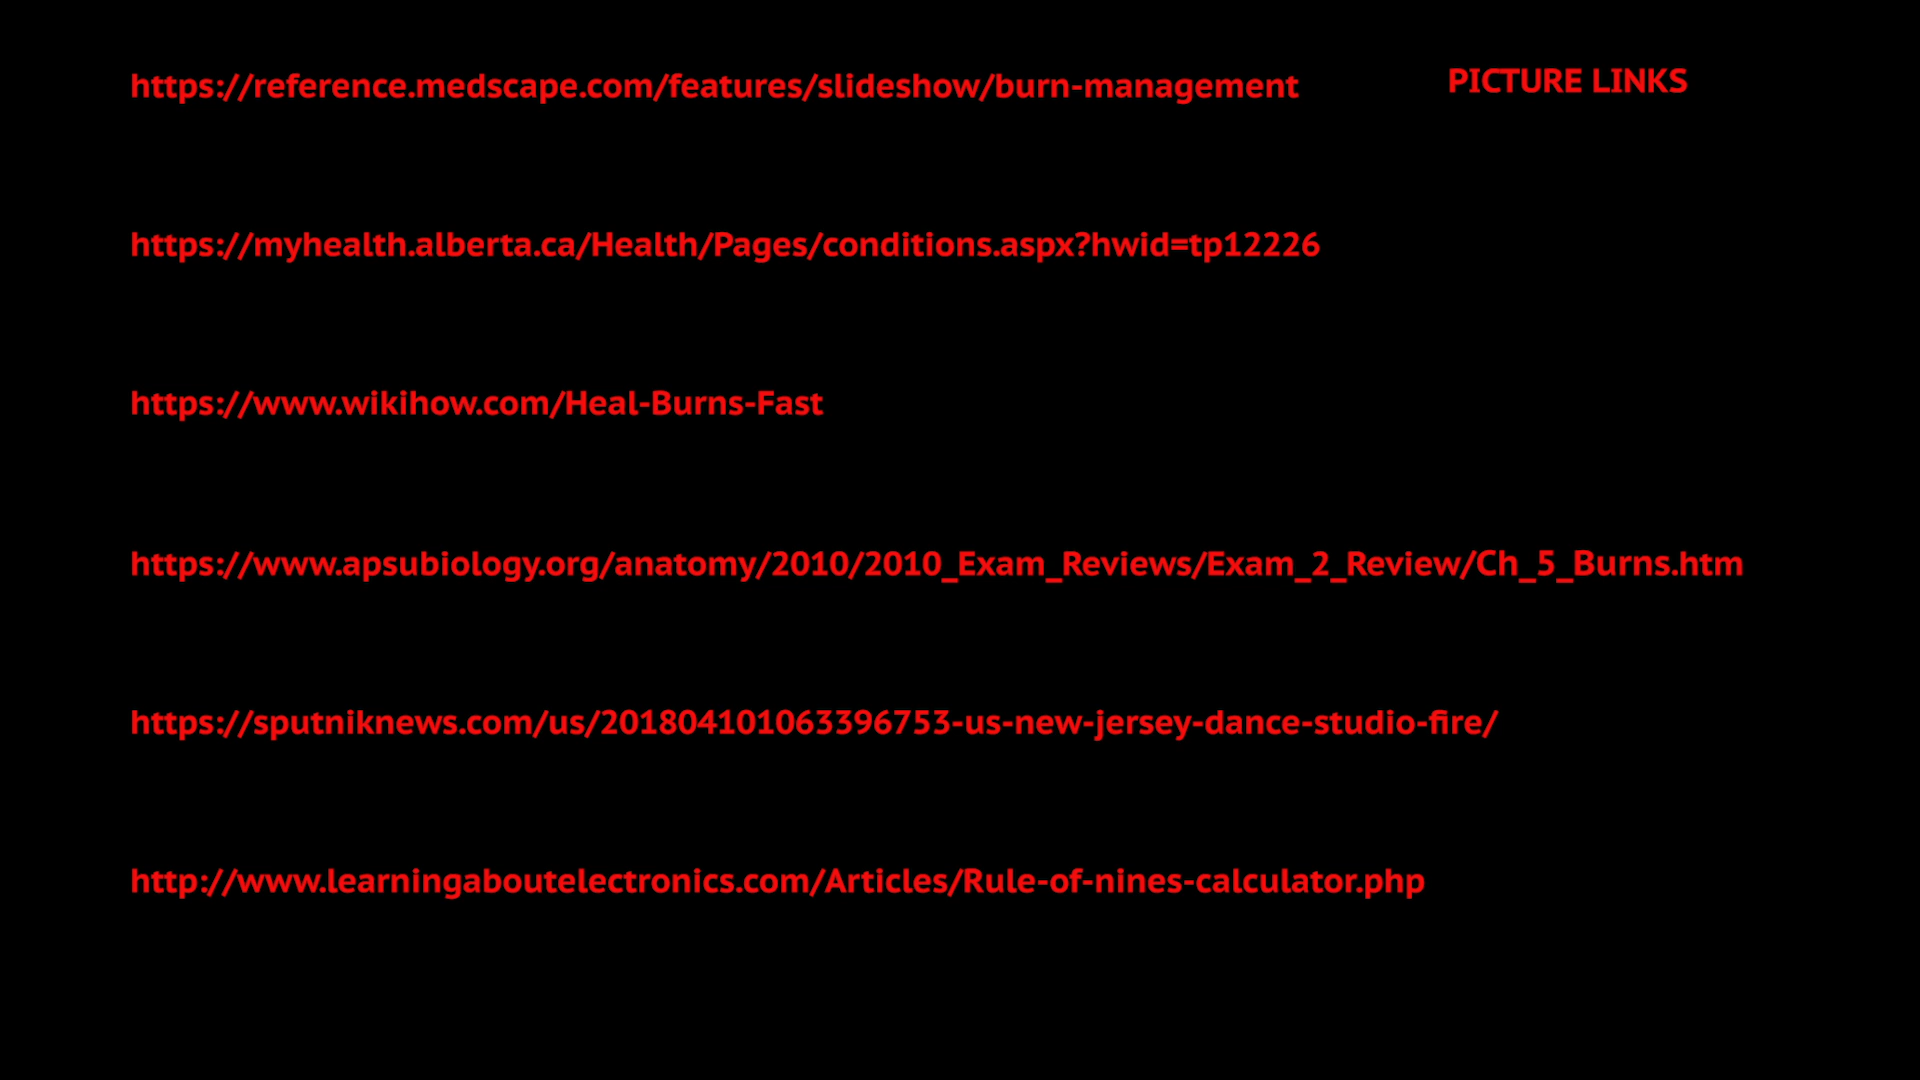 https://reference.medscape.com/features/slideshow/burn-management
PICTURE LINKS
https://myhealth.alberta.ca/Health/Pages/conditions.aspx?hwid=tp12226
https://www.wikihow.com/Heal-Burns-Fast
https://www.apsubiology.org/anatomy/2010/2010_Exam_Reviews/Exam_2_Review/Ch_5_Burns.htm
https://sputniknews.com/us/201804101063396753-us-new-jersey-dance-studio-fire/
http://www.learningaboutelectronics.com/Articles/Rule-of-nines-calculator.php